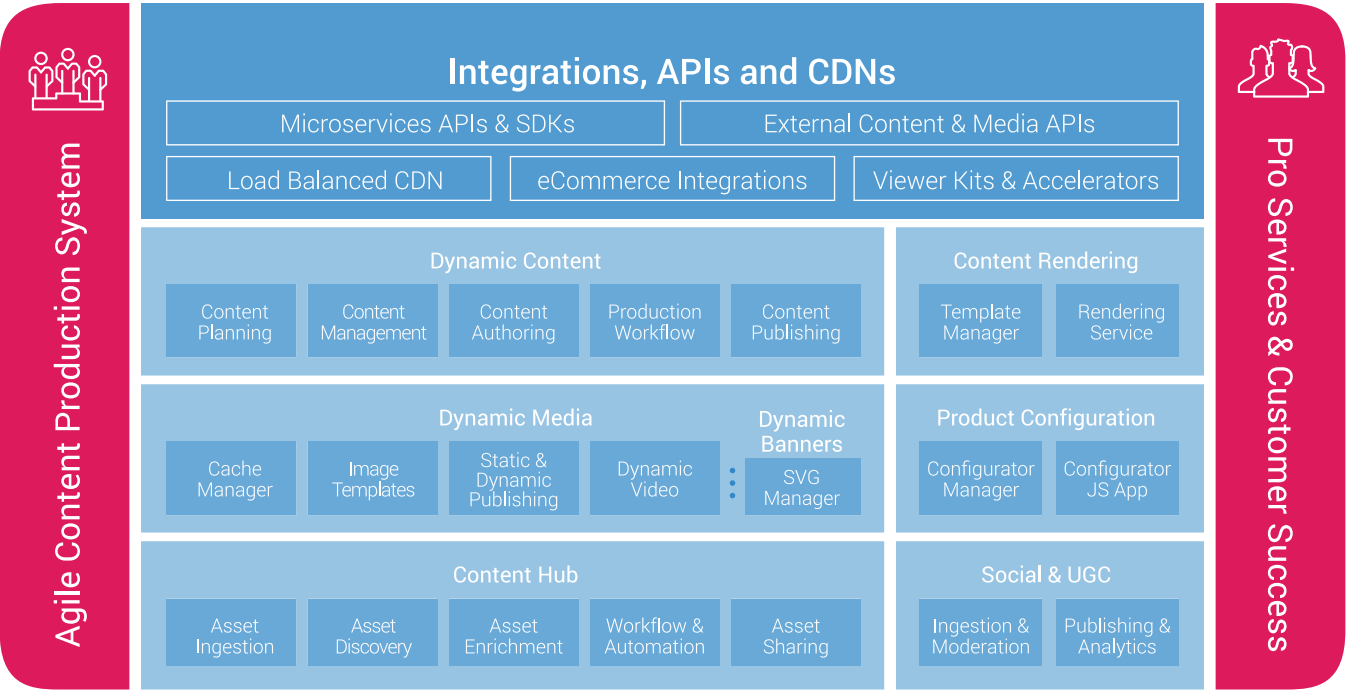 Agile Content Production System
Integrations, APIs and CDNs
Microservices APIs & SDKs
External Content & Media APIs
Load Balanced CDN
eCommerce Integrations
Viewer Kits & Accelerators
Dynamic Content
Content
Planning
Content
Management
Content
Authoring
Production
Workflow
Content
Publishing
Content Rendering
Template
Manager
Rendering
Service
Dynamic Media
Cache
Manager
Image
Templates
Static &
Dynamic
Publishing
Dynamic
Video
Dynamic
Banners
SVG
Manager
Product Configuration
Configurator
Manager
Configurator
JS App
Content Hub
Asset
Ingestion
Asset
Discovery
Asset
Enrichment
Workflow &
Automation
Asset
Sharing
Social & UGC
Ingestion &
Moderation
Publishing &
Analytics
Pro Services & Customer Success